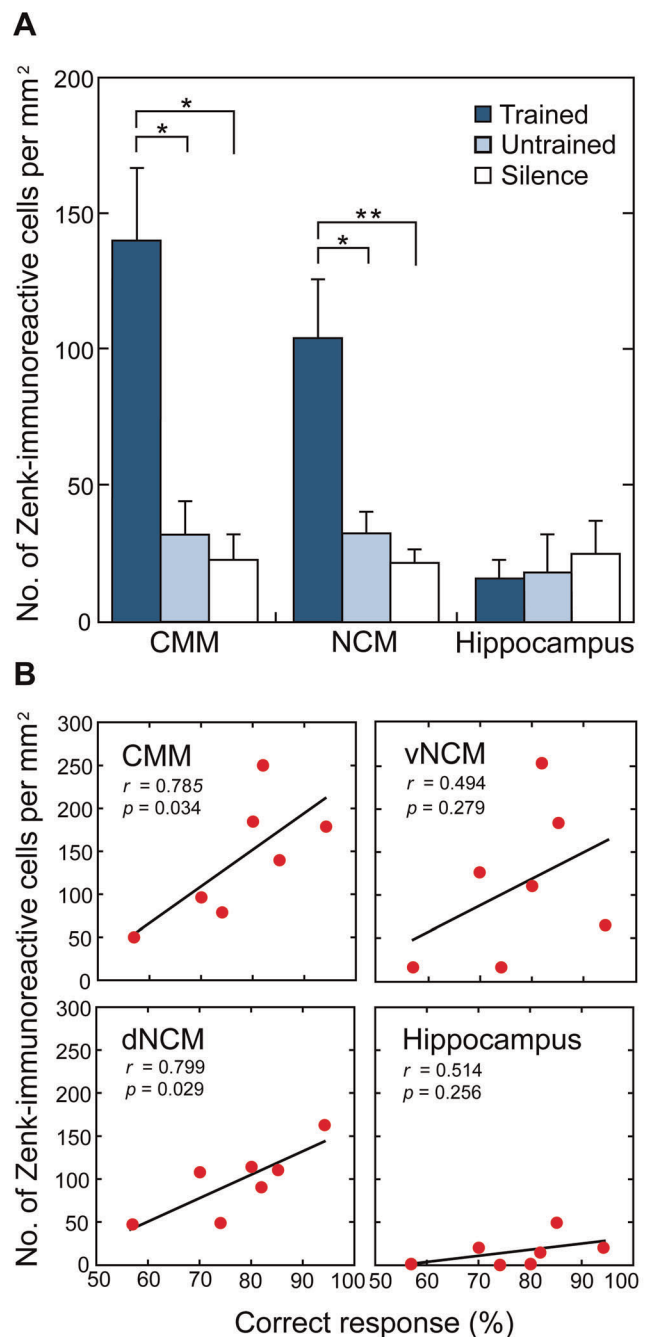 A
No. of Zenk-immunoreactive cells per mm²
200
150
100
50
0
*
*
**
*
Trained
Untrained
Silence
CMM NCM Hippocampus
B
No. of Zenk-immunoreactive cells per mm²
300
250
200
150
100
50
0
CMM
r = 0.785
p = 0.034
vNCM
r = 0.494
p = 0.279
300
250
200
150
100
50
0
dNCM
r = 0.799
p = 0.029
Hippocampus
r = 0.514
p = 0.256
50 60 70 80 90 100
50 60 70 80 90 100
Correct response (%)